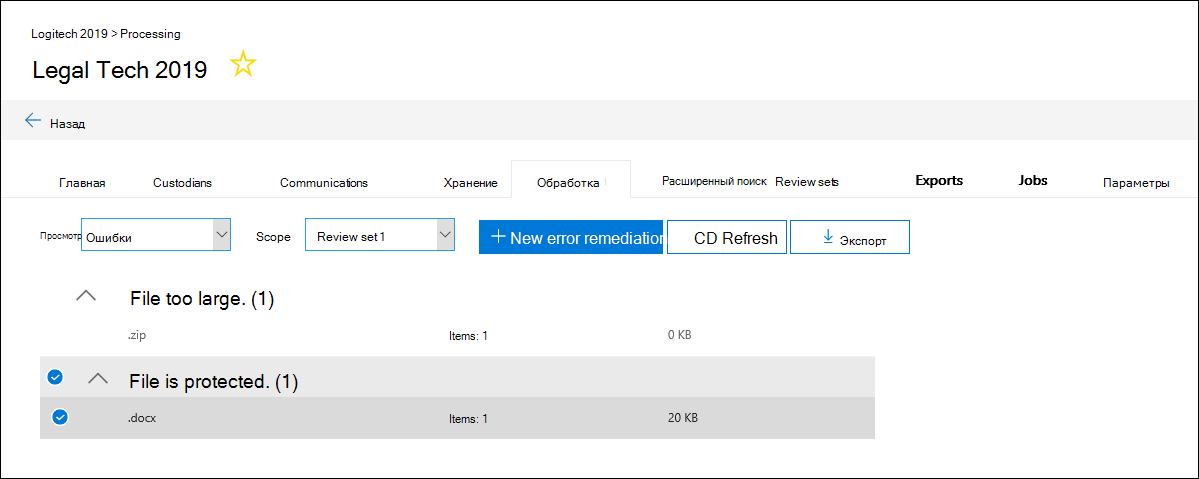 Logitech 2019 > Processing
Legal Tech 2019
Назад
Главная Custodians Communications Хранение Обработка Расширенный поиск Review sets Exports Jobs Параметры
Просмотр Ошибки Scope Review set 1 New error remediation CD Refresh Экспорт
File too large. (1)
.zip Items: 1 0 KB
File is protected. (1)
.docx Items: 1 20 KB